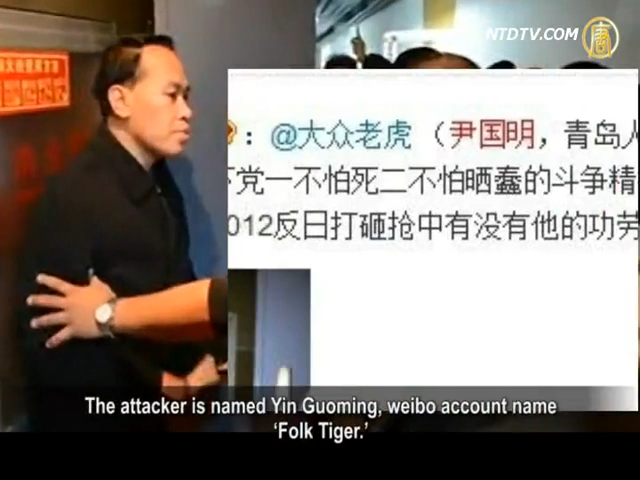 NTDTV.COM
：@大众老虎（尹国明，青岛人
党一不怕死二不怕晒蠢的斗争精
012反日打砸抢中有没有他的功劳
The attacker is named Yin Guoming, weibo account name
‘Folk Tiger.’